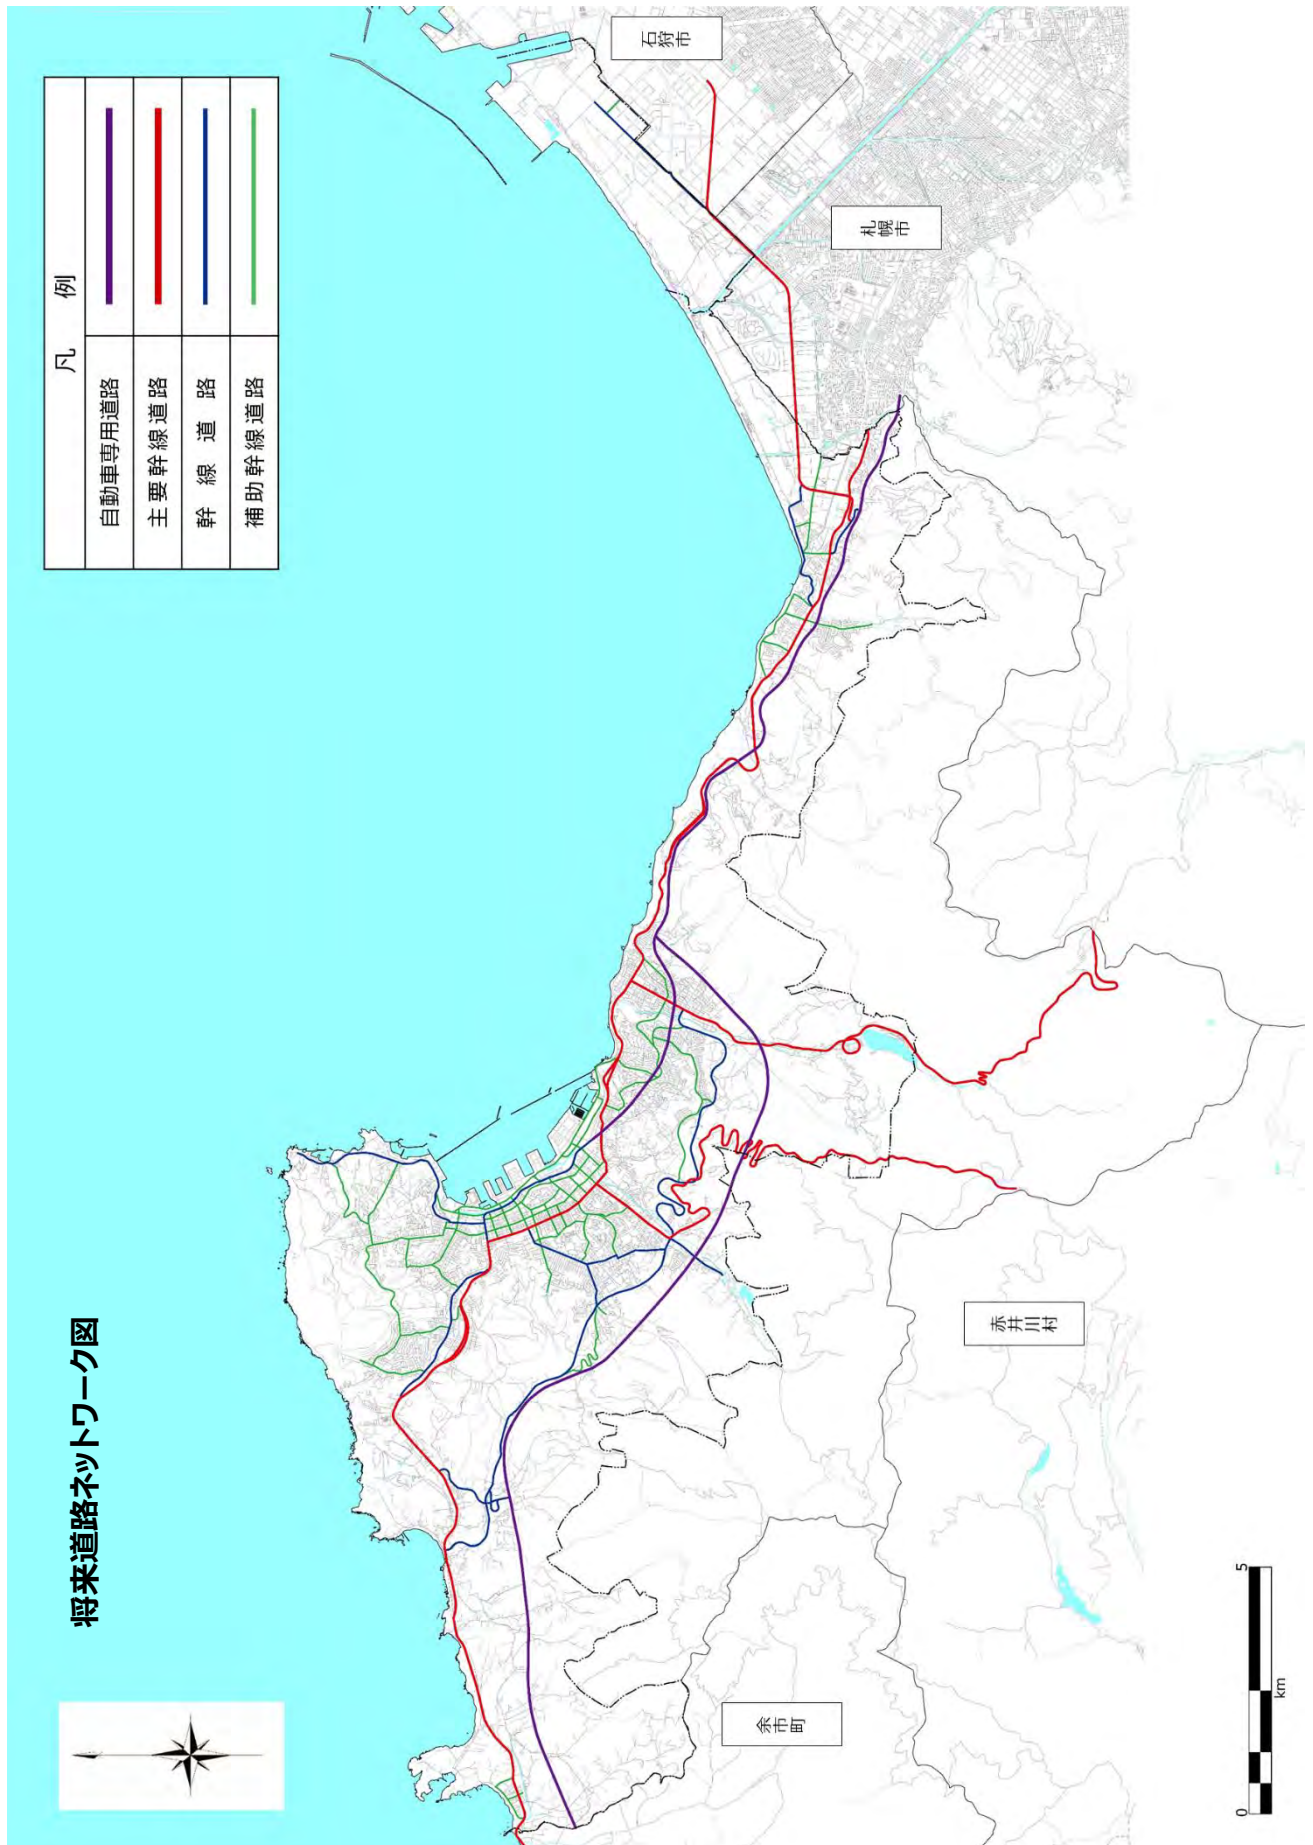 将来道路ネットワーク図
凡 例
自動車専用道路
主要幹線道路
幹線道路
補助幹線道路
石狩市
札幌市
赤井川村
余市町
0
5
km